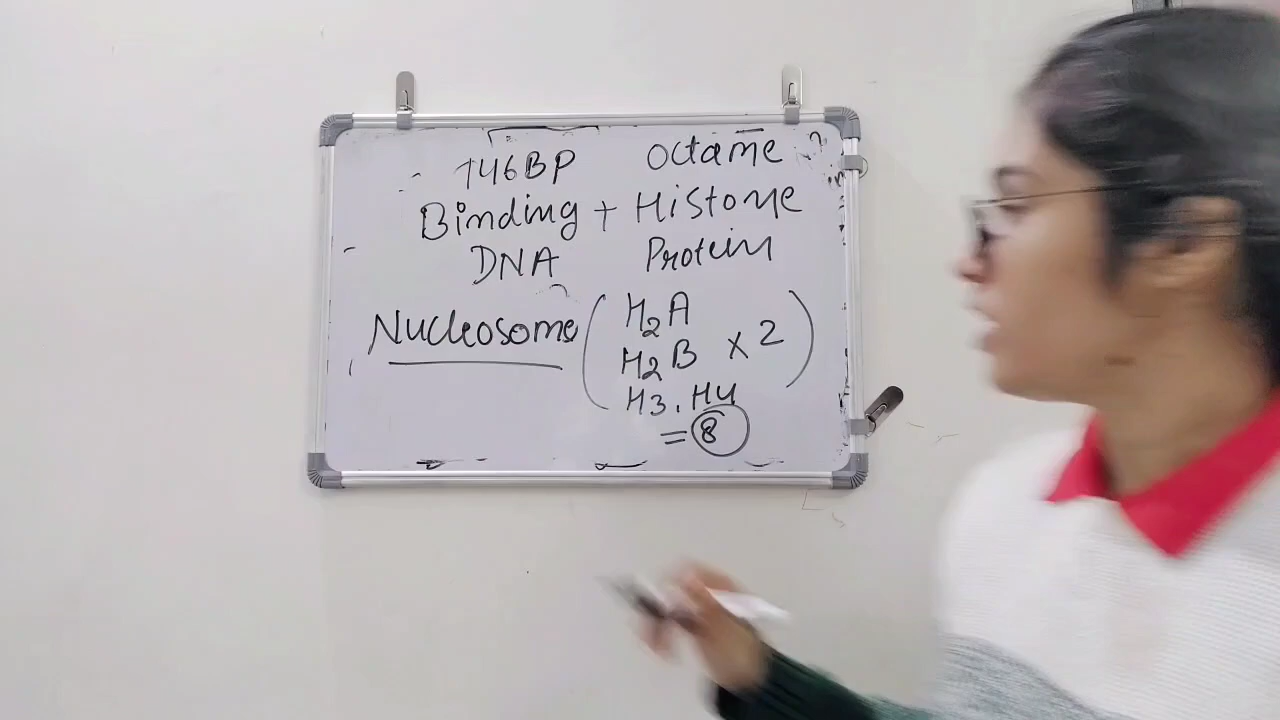 146BP Octame
Binding + Histone
DNA Protein
Nucleosome ( H2A
H2B x 2 )
H3, H4
= 8